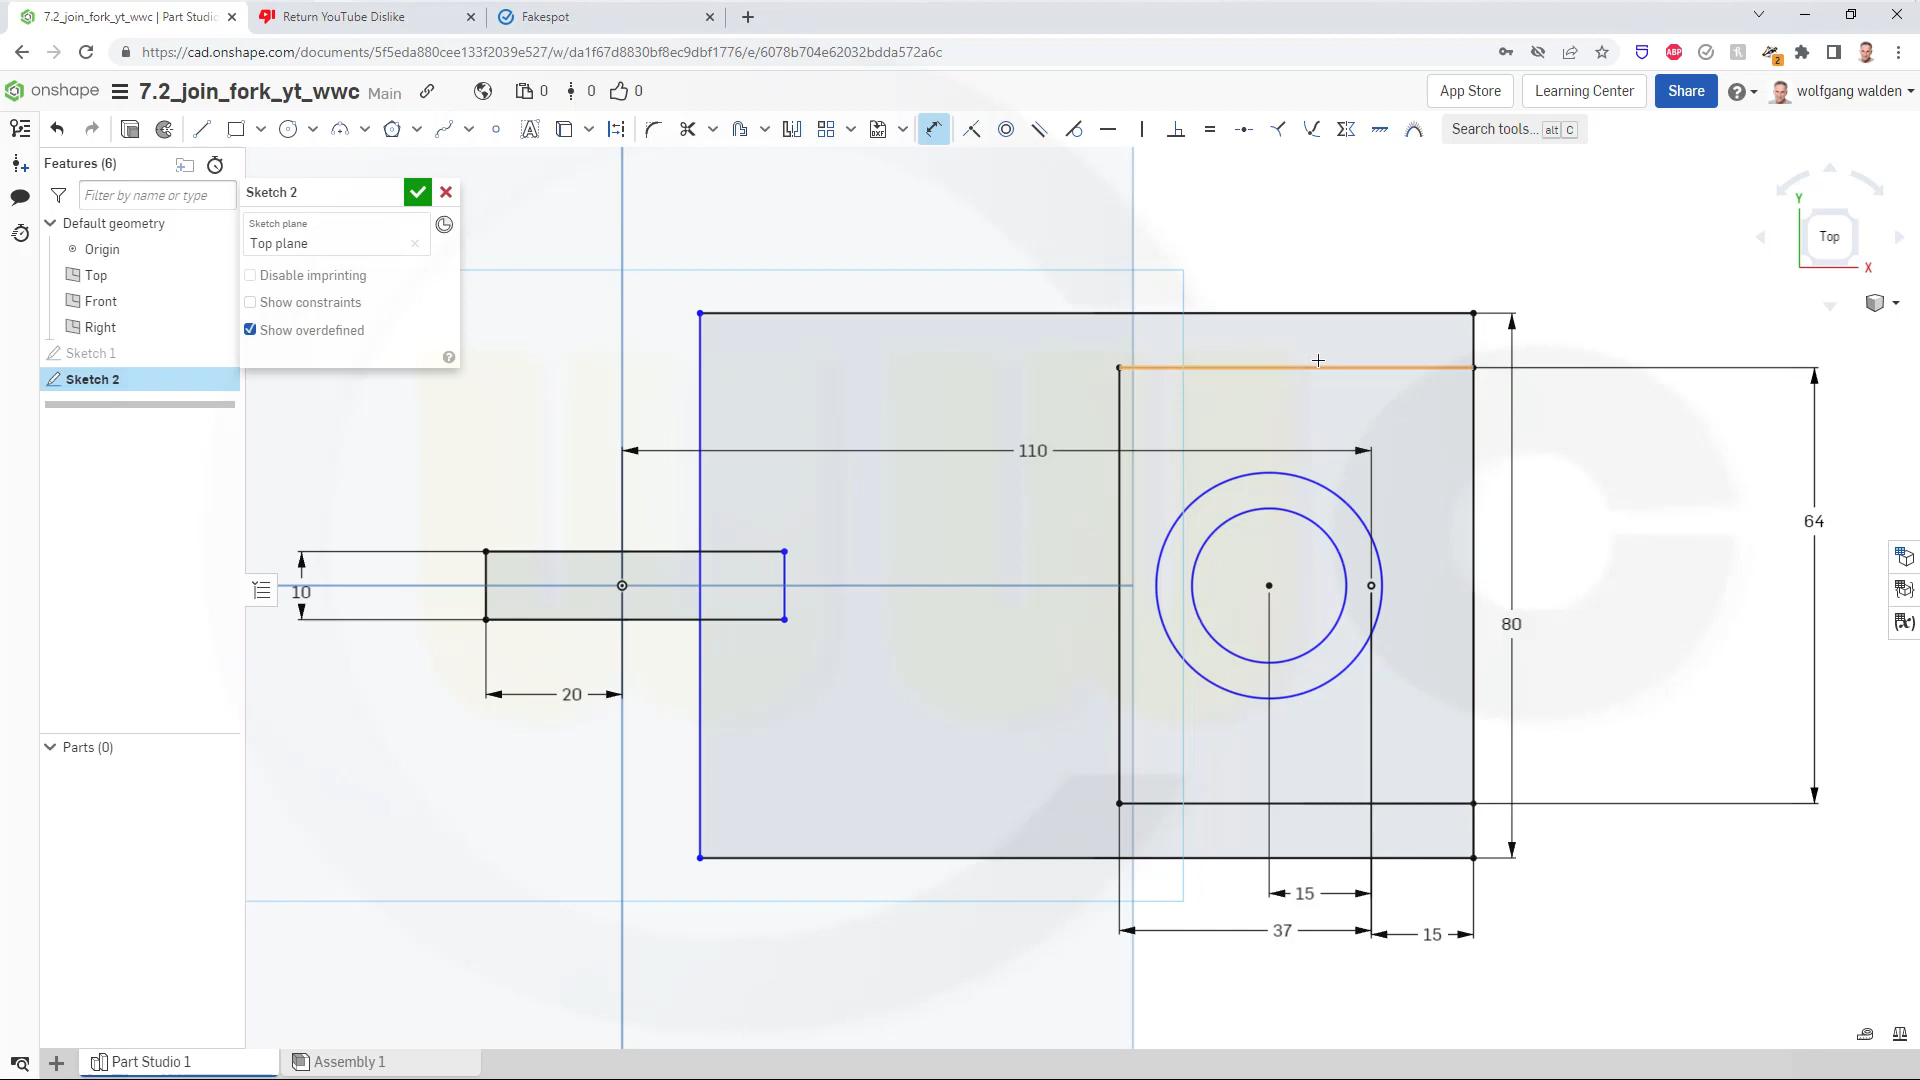 7.2_join_fork_yt_wwc | Part Studio
Return YouTube Dislike
Fakespot
https://cad.onshape.com/documents/5f5eda880cee133f2039e527/w/da1f67d8830bf8ec9dbf1776/e/6078b704e62032bdda572a6c
ABP
2
onshape
7.2_join_fork_yt_wwc Main
0
0
0
App Store
Learning Center
Share
wolfgang walden
Search tools... alt C
Features (6)
Filter by name or type
Default geometry
Origin
Top
Front
Right
Sketch 1
Sketch 2
Sketch 2
Sketch plane
Top plane
Disable imprinting
Show constraints
Show overdefined
Parts (0)
Y
Top
X
110
64
10
80
20
15
37
15
Part Studio 1
Assembly 1